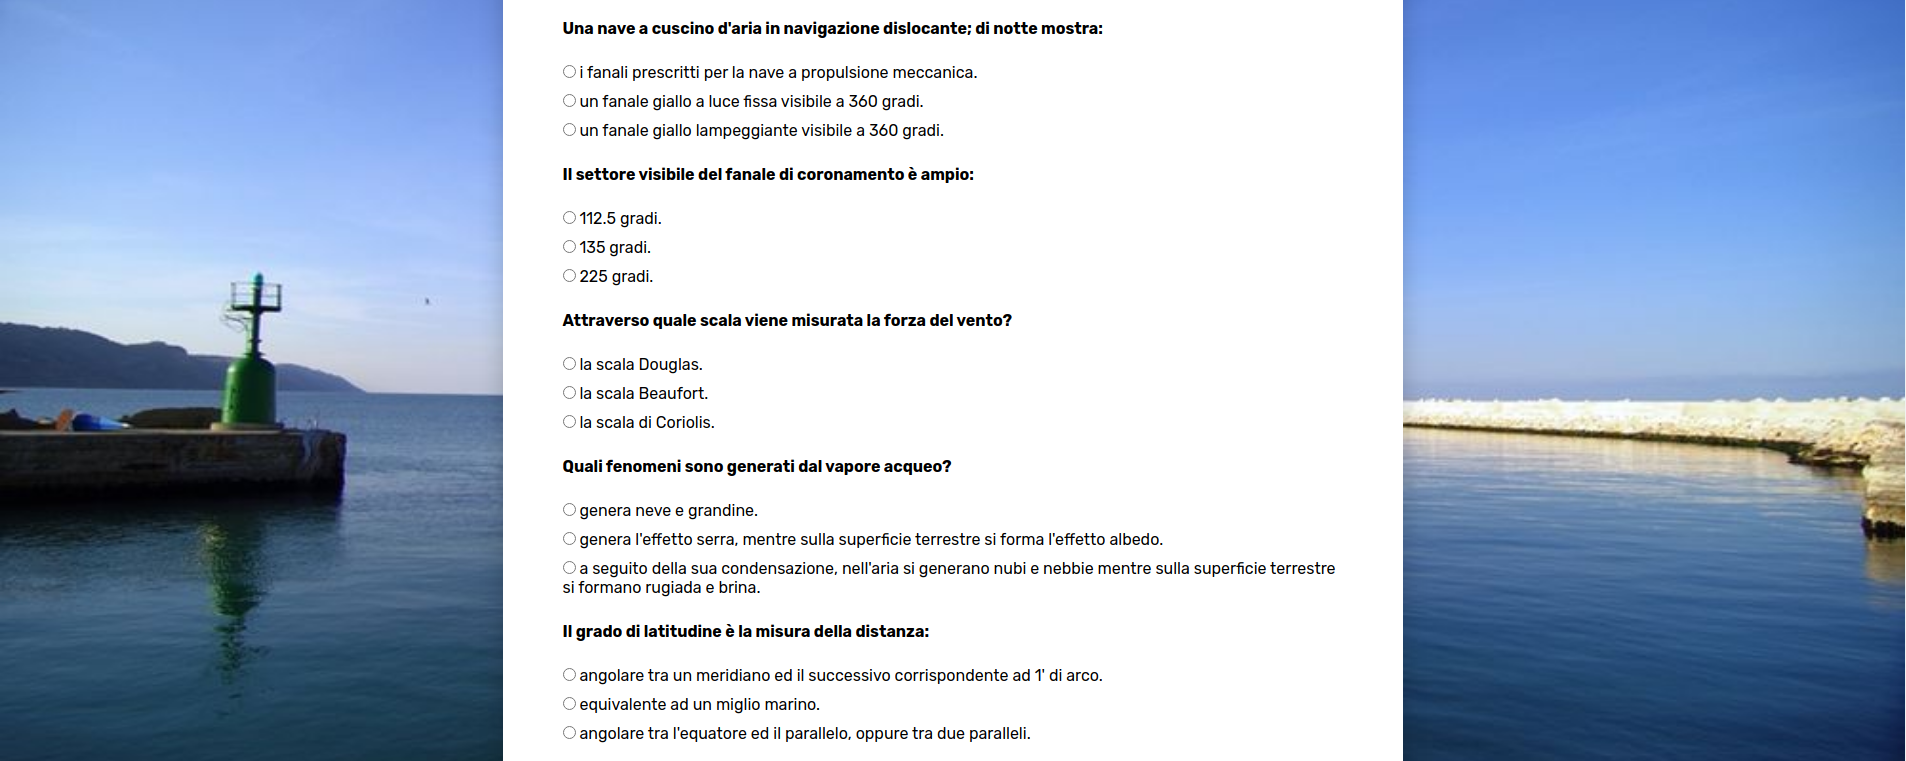 Una nave a cuscino d'aria in navigazione dislocante; di notte mostra:
i fanali prescritti per la nave a propulsione meccanica.
un fanale giallo a luce fissa visibile a 360 gradi.
un fanale giallo lampeggiante visibile a 360 gradi.
Il settore visibile del fanale di coronamento è ampio:
112.5 gradi.
135 gradi.
225 gradi.
Attraverso quale scala viene misurata la forza del vento?
la scala Douglas.
la scala Beaufort.
la scala di Coriolis.
Quali fenomeni sono generati dal vapore acqueo?
genera neve e grandine.
genera l'effetto serra, mentre sulla superficie terrestre si forma l'effetto albedo.
a seguito della sua condensazione, nell'aria si generano nubi e nebbie mentre sulla superficie terrestre
si formano rugiada e brina.
Il grado di latitudine è la misura della distanza:
angolare tra un meridiano ed il successivo corrispondente ad 1' di arco.
equivalente ad un miglio marino.
angolare tra l'equatore ed il parallelo, oppure tra due paralleli.